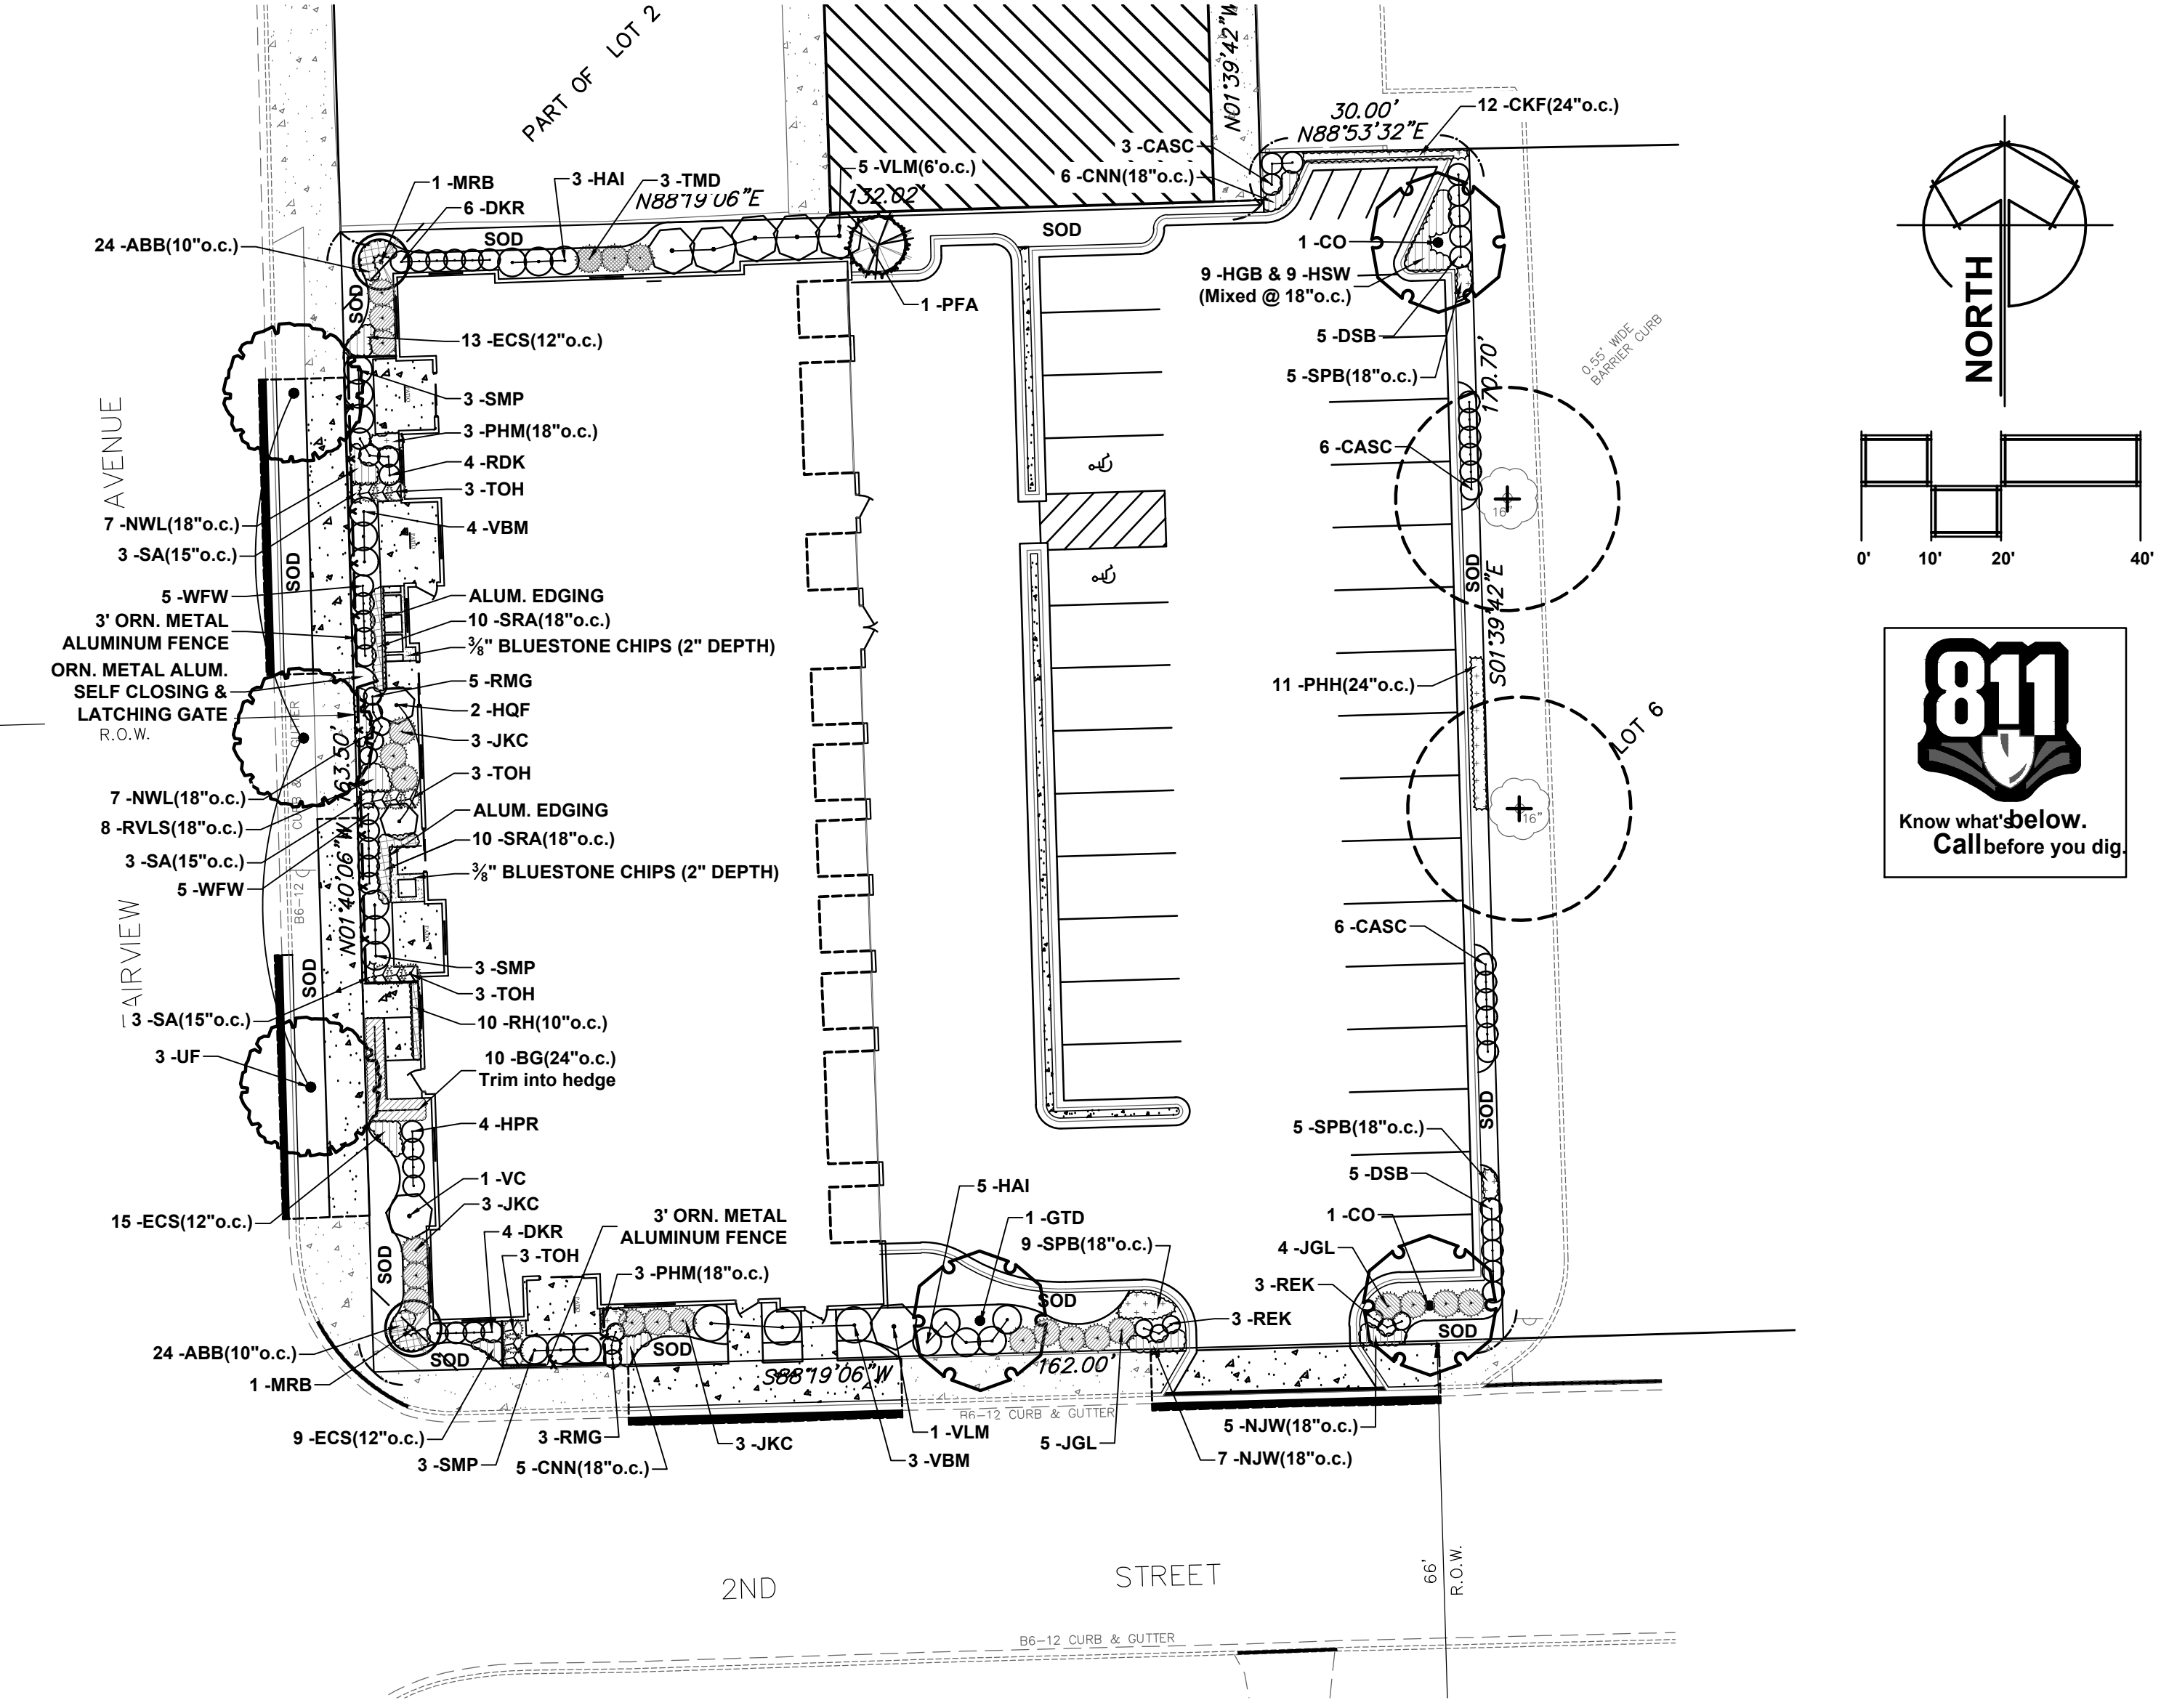 PART OF LOT 2
N01°39'42"W
30.00'
N88°53'32"E
12 -CKF(24"o.c.)
3 -CASC
6 -CNN(18"o.c.)
5 -VLM(6'o.c.)
132.02'
1 -MRB
6 -DKR
3 -HAI
3 -TMD
N88°19'06"E
24 -ABB(10"o.c.)
SOD
SOD
SOD
1 -PFA
1 -CO
9 -HGB & 9 -HSW
(Mixed @ 18"o.c.)
5 -DSB
5 -SPB(18"o.c.)
170.70'
0.55' WIDE
BARRIER CURB
NORTH
0'
10'
20'
40'
13 -ECS(12"o.c.)
3 -SMP
3 -PHM(18"o.c.)
4 -RDK
3 -TOH
4 -VBM
AVENUE
7 -NWL(18"o.c.)
3 -SA(15"o.c.)
SOD
5 -WFW
3' ORN. METAL
ALUMINUM FENCE
ORN. METAL ALUM.
SELF CLOSING &
LATCHING GATE
R.O.W.
ALUM. EDGING
10 -SRA(18"o.c.)
⅜" BLUESTONE CHIPS (2" DEPTH)
5 -RMG
2 -HQF
3 -JKC
3 -TOH
ALUM. EDGING
10 -SRA(18"o.c.)
⅜" BLUESTONE CHIPS (2" DEPTH)
6 -CASC
16"
SOD
S01°39'42"E
11 -PHH(24"o.c.)
LOT 6
16"
811
Know what's below.
Call before you dig.
7 -NWL(18"o.c.)
8 -RVLS(18"o.c.)
3 -SA(15"o.c.)
5 -WFW
163.50'
N01°40'06"W
B6-12 CURB & GUTTER
FAIRVIEW
SOD
3 -SMP
3 -TOH
3 -SA(15"o.c.)
10 -RH(10"o.c.)
3 -UF
10 -BG(24"o.c.)
Trim into hedge
4 -HPR
1 -VC
3 -JKC
15 -ECS(12"o.c.)
SOD
4 -DKR
3 -TOH
3' ORN. METAL
ALUMINUM FENCE
3 -PHM(18"o.c.)
6 -CASC
SOD
5 -SPB(18"o.c.)
5 -DSB
1 -CO
4 -JGL
3 -REK
5 -HAI
1 -GTD
9 -SPB(18"o.c.)
SOD
3 -REK
SOD
24 -ABB(10"o.c.)
1 -MRB
SOD
SOD
S88°19'06"W
162.00'
B6-12 CURB & GUTTER
9 -ECS(12"o.c.)
3 -SMP
3 -RMG
5 -CNN(18"o.c.)
3 -JKC
1 -VLM
3 -VBM
5 -JGL
5 -NJW(18"o.c.)
7 -NJW(18"o.c.)
2ND STREET
66'
R.O.W.
B6-12 CURB & GUTTER